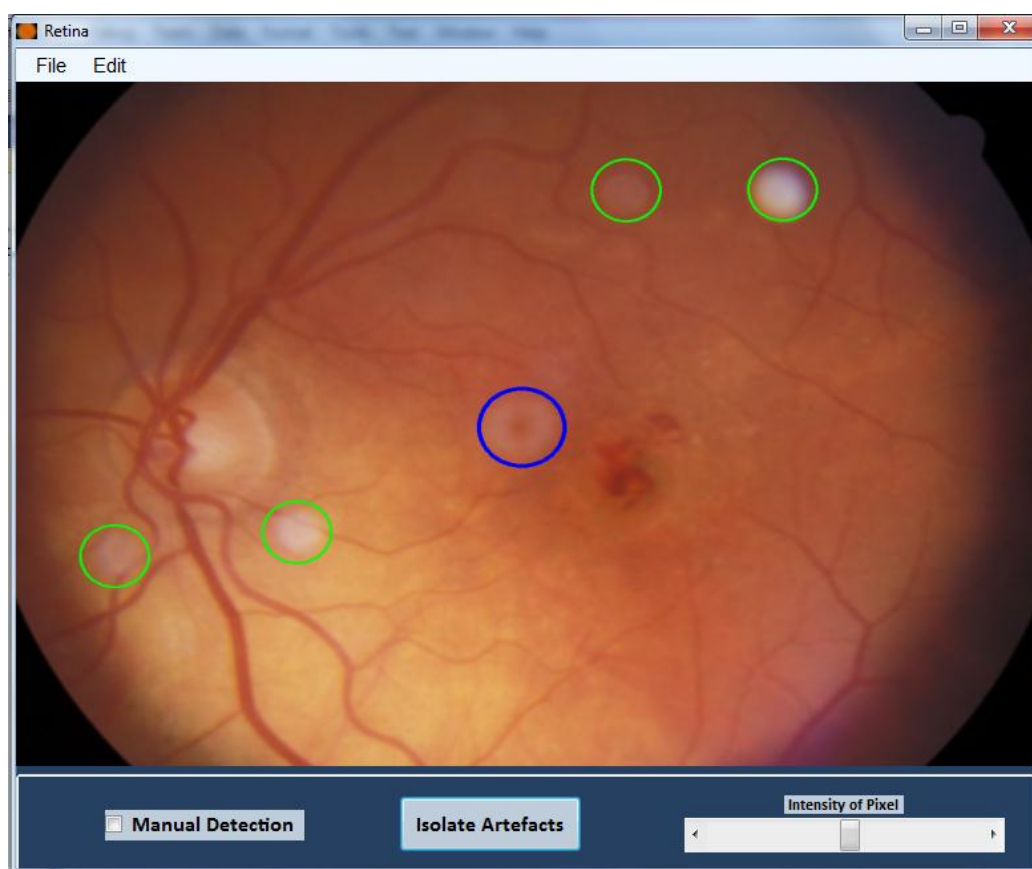 Retina
File Edit
Manual Detection
Isolate Artefacts
Intensity of Pixel